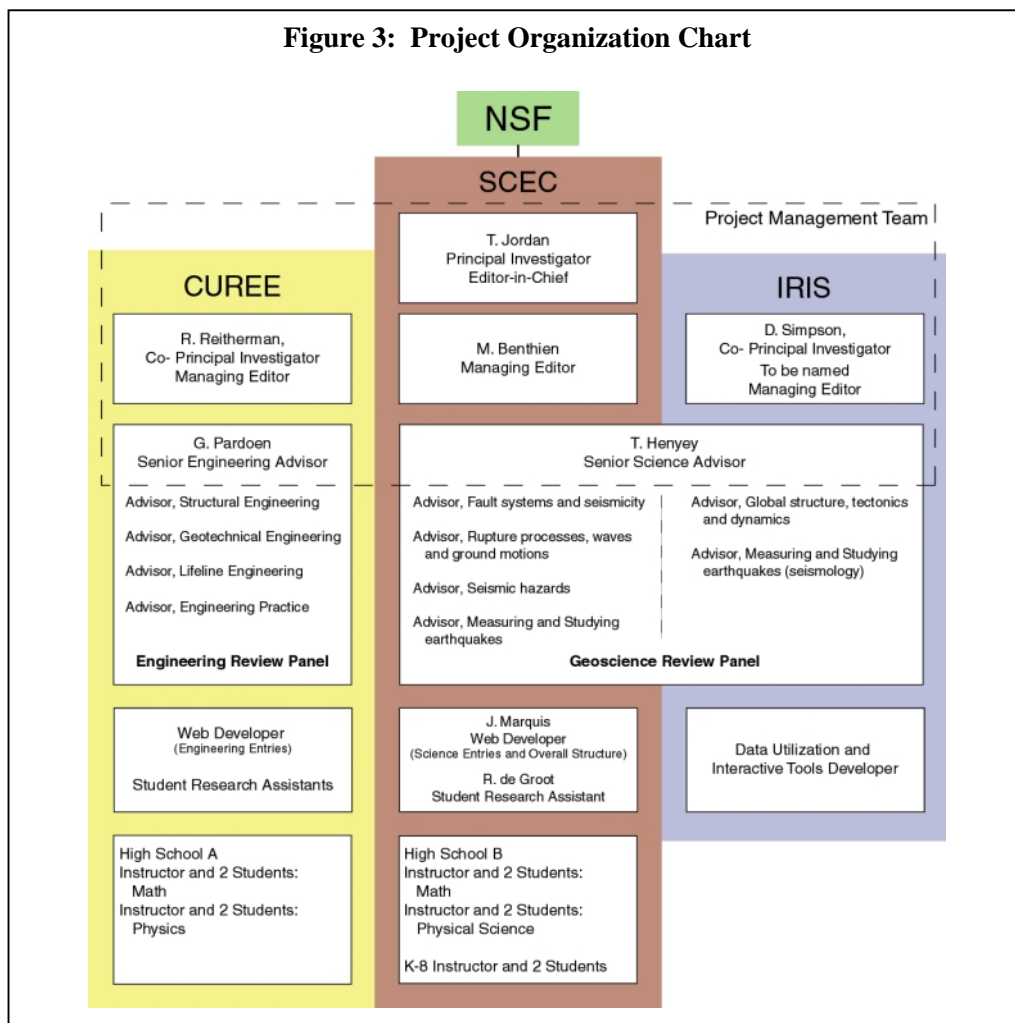 Figure 3: Project Organization Chart
NSF
SCEC
Project Management Team
T. Jordan
Principal Investigator
Editor-in-Chief
CUREE
IRIS
R. Reitherman,
Co- Principal Investigator
Managing Editor
M. Benthien
Managing Editor
D. Simpson,
Co- Principal Investigator
To be named
Managing Editor
G. Pardoen
Senior Engineering Advisor
Advisor, Structural Engineering
Advisor, Geotechnical Engineering
Advisor, Lifeline Engineering
Advisor, Engineering Practice
Engineering Review Panel
T. Henyey
Senior Science Advisor
Advisor, Fault systems and seismicity
Advisor, Rupture processes, waves
and ground motions
Advisor, Seismic hazards
Advisor, Measuring and Studying
earthquakes
Advisor, Global structure, tectonics
and dynamics
Advisor, Measuring and Studying
earthquakes (seismology)
Geoscience Review Panel
Web Developer
(Engineering Entries)
Student Research Assistants
J. Marquis
Web Developer
(Science Entries and Overall Structure)
R. de Groot
Student Research Assistant
Data Utilization and
Interactive Tools Developer
High School A
Instructor and 2 Students:
Math
Instructor and 2 Students:
Physics
High School B
Instructor and 2 Students:
Math
Instructor and 2 Students:
Physical Science
K-8 Instructor and 2 Students